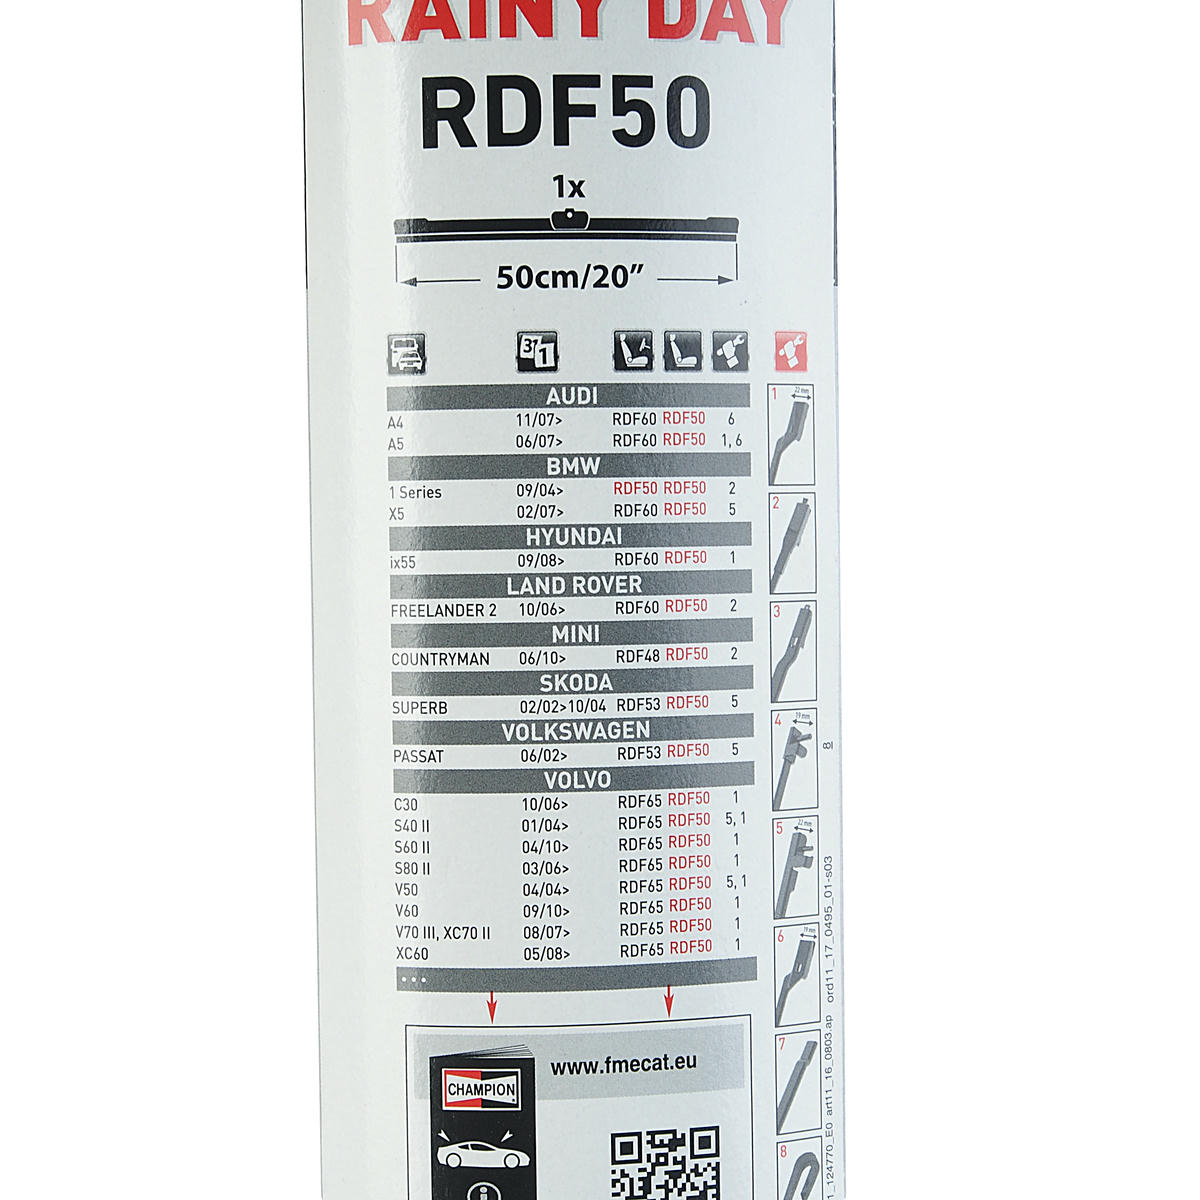 RAINY DAY
RDF50
1x
50cm/20”
31 1
AUDI
A4 11/07> RDF60 RDF50 6
A5 06/07> RDF60 RDF50 1, 6
BMW
1 Series 09/04> RDF50 RDF50 2
X5 02/07> RDF60 RDF50 5
HYUNDAI
ix55 09/08> RDF60 RDF50 1
LAND ROVER
FREELANDER 2 10/06> RDF60 RDF50 2
MINI
COUNTRYMAN 06/10> RDF48 RDF50 2
SKODA
SUPERB 02/02>10/04 RDF53 RDF50 5
VOLKSWAGEN
PASSAT 06/02> RDF53 RDF50 5
VOLVO
C30 10/06> RDF65 RDF50 1
S40 II 01/04> RDF65 RDF50 5, 1
S60 II 04/10> RDF65 RDF50 1
S80 II 03/06> RDF65 RDF50 1
V50 04/04> RDF65 RDF50 5, 1
V60 09/10> RDF65 RDF50 1
V70 III, XC70 II 08/07> RDF65 RDF50 1
XC60 05/08> RDF65 RDF50 1
...
www.fmecat.eu
CHAMPION
i
1 22 mm
2
3
4 19 mm
5 22 mm
6 19 mm
7
8
8
1_124770_E0 art11_16_0803.ap ord11_17_0495_01-s03